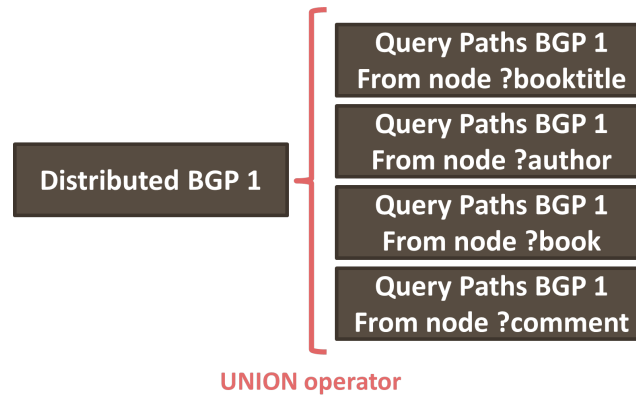 Query Paths BGP 1
From node ?booktitle
Query Paths BGP 1
From node ?author
Distributed BGP 1
Query Paths BGP 1
From node ?book
Query Paths BGP 1
From node ?comment
UNION operator